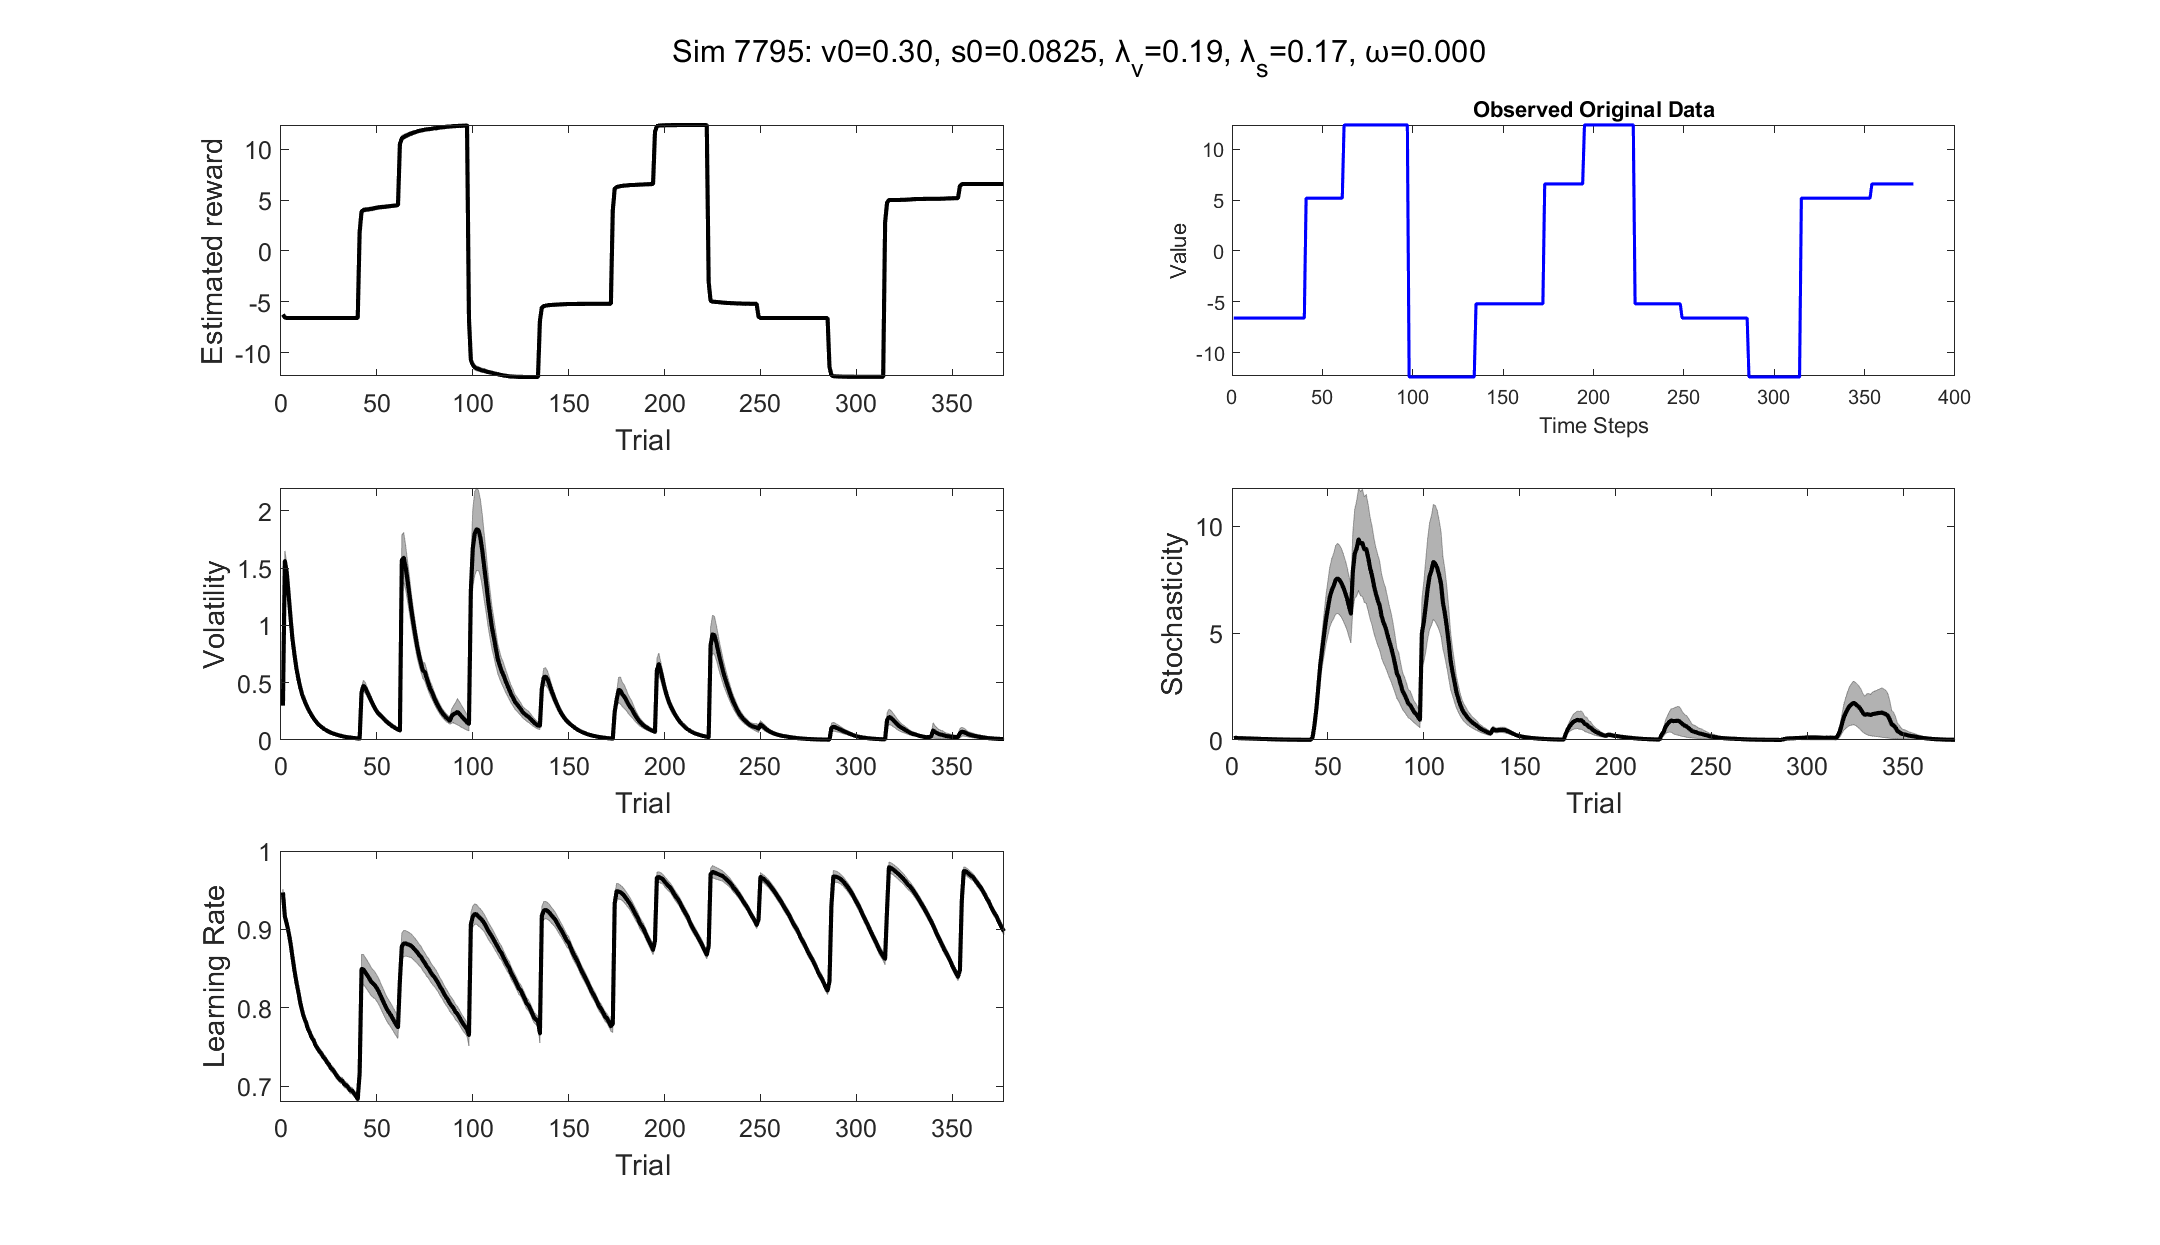 Sim 7795: v0=0.30, s0=0.0825, λ_v=0.19, λ_s=0.17, ω=0.000
Estimated reward
10
5
0
-5
-10
0 50 100 150 200 250 300 350
Trial
Observed Original Data
Value
10
5
0
-5
-10
0 50 100 150 200 250 300 350 400
Time Steps
Volatility
2
1.5
1
0.5
0
0 50 100 150 200 250 300 350
Trial
Stochasticity
10
5
0
0 50 100 150 200 250 300 350
Trial
Learning Rate
1
0.9
0.8
0.7
0 50 100 150 200 250 300 350
Trial